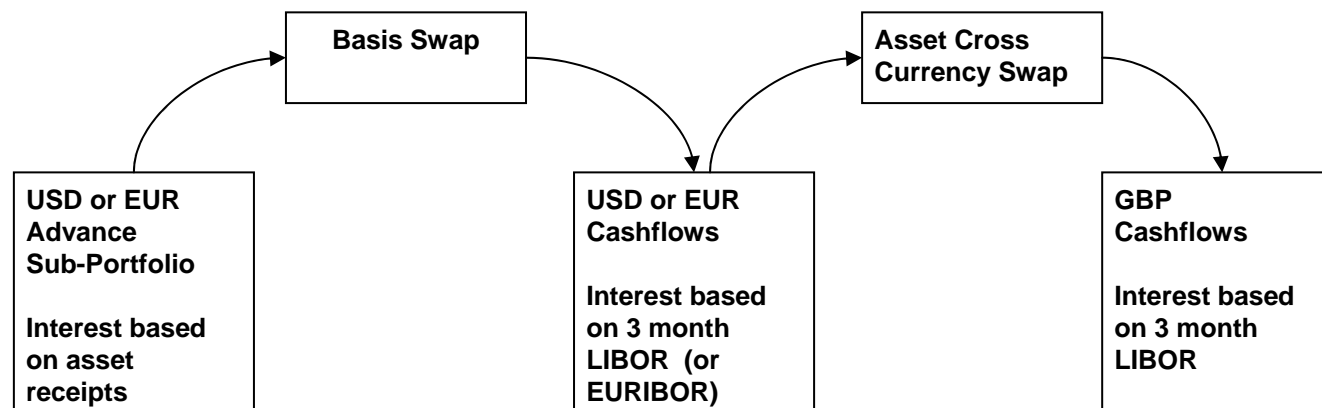 Basis Swap
Asset Cross
Currency Swap
USD or EUR
Advance
Sub-Portfolio
Interest based
on asset
receipts
USD or EUR
Cashflows
Interest based
on 3 month
LIBOR (or
EURIBOR)
GBP
Cashflows
Interest based
on 3 month
LIBOR